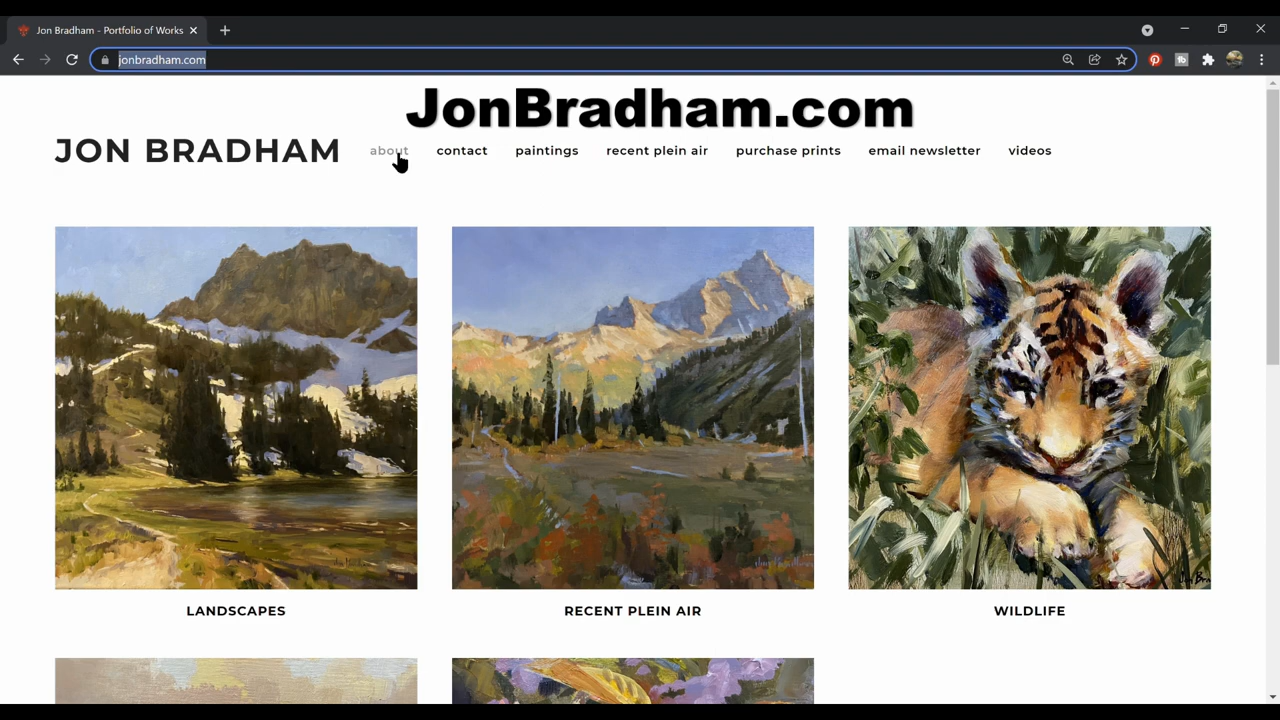 Jon Bradham - Portfolio of Works
jonbradham.com
JonBradham.com
JON BRADHAM
about contact paintings recent plein air purchase prints email newsletter videos
LANDSCAPES
RECENT PLEIN AIR
WILDLIFE